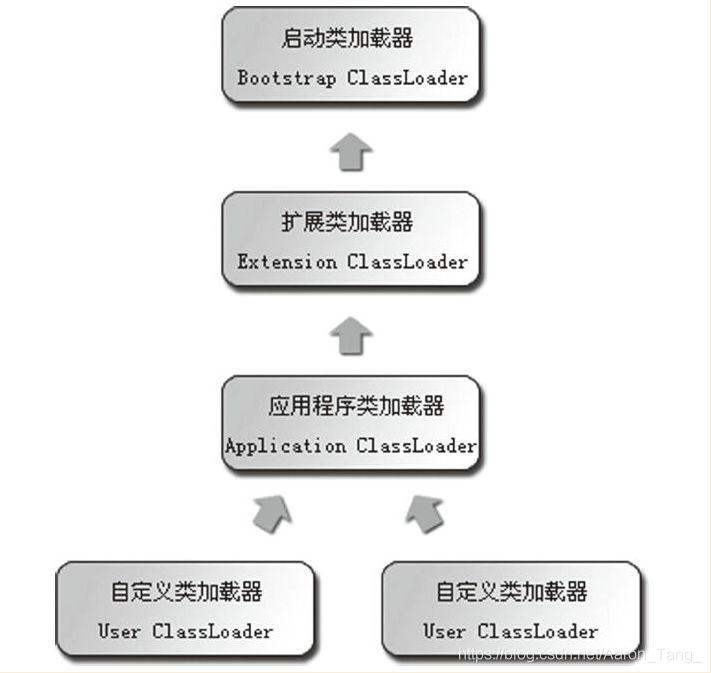 启动类加载器
Bootstrap ClassLoader
扩展类加载器
Extension ClassLoader
应用程序类加载器
Application ClassLoader
自定义类加载器
User ClassLoader
自定义类加载器
User ClassLoader
https://blog.csdn.net/Aaron_Tang_